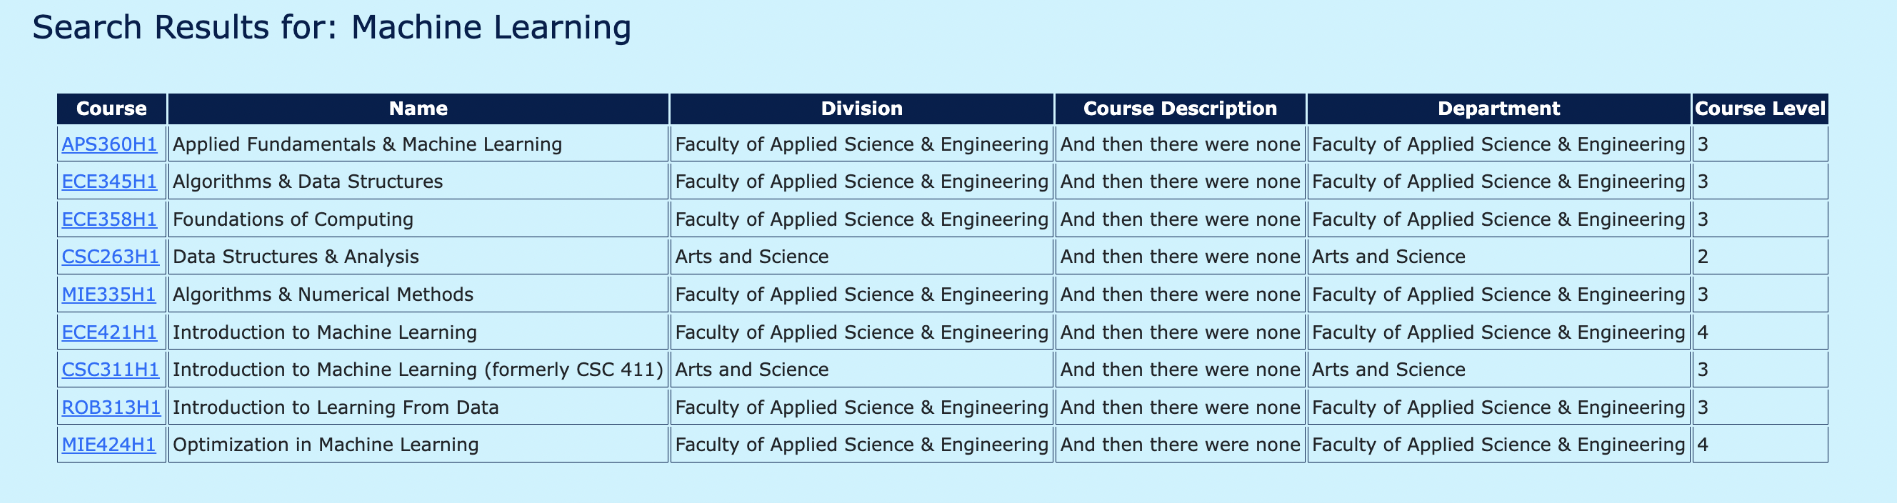 Search Results for: Machine Learning
Course Name Division Course Description Department Course Level
APS360H1 Applied Fundamentals & Machine Learning Faculty of Applied Science & Engineering And then there were none Faculty of Applied Science & Engineering 3
ECE345H1 Algorithms & Data Structures Faculty of Applied Science & Engineering And then there were none Faculty of Applied Science & Engineering 3
ECE358H1 Foundations of Computing Faculty of Applied Science & Engineering And then there were none Faculty of Applied Science & Engineering 3
CSC263H1 Data Structures & Analysis Arts and Science And then there were none Arts and Science 2
MIE335H1 Algorithms & Numerical Methods Faculty of Applied Science & Engineering And then there were none Faculty of Applied Science & Engineering 3
ECE421H1 Introduction to Machine Learning Faculty of Applied Science & Engineering And then there were none Faculty of Applied Science & Engineering 4
CSC311H1 Introduction to Machine Learning (formerly CSC 411) Arts and Science And then there were none Arts and Science 3
ROB313H1 Introduction to Learning From Data Faculty of Applied Science & Engineering And then there were none Faculty of Applied Science & Engineering 3
MIE424H1 Optimization in Machine Learning Faculty of Applied Science & Engineering And then there were none Faculty of Applied Science & Engineering 4